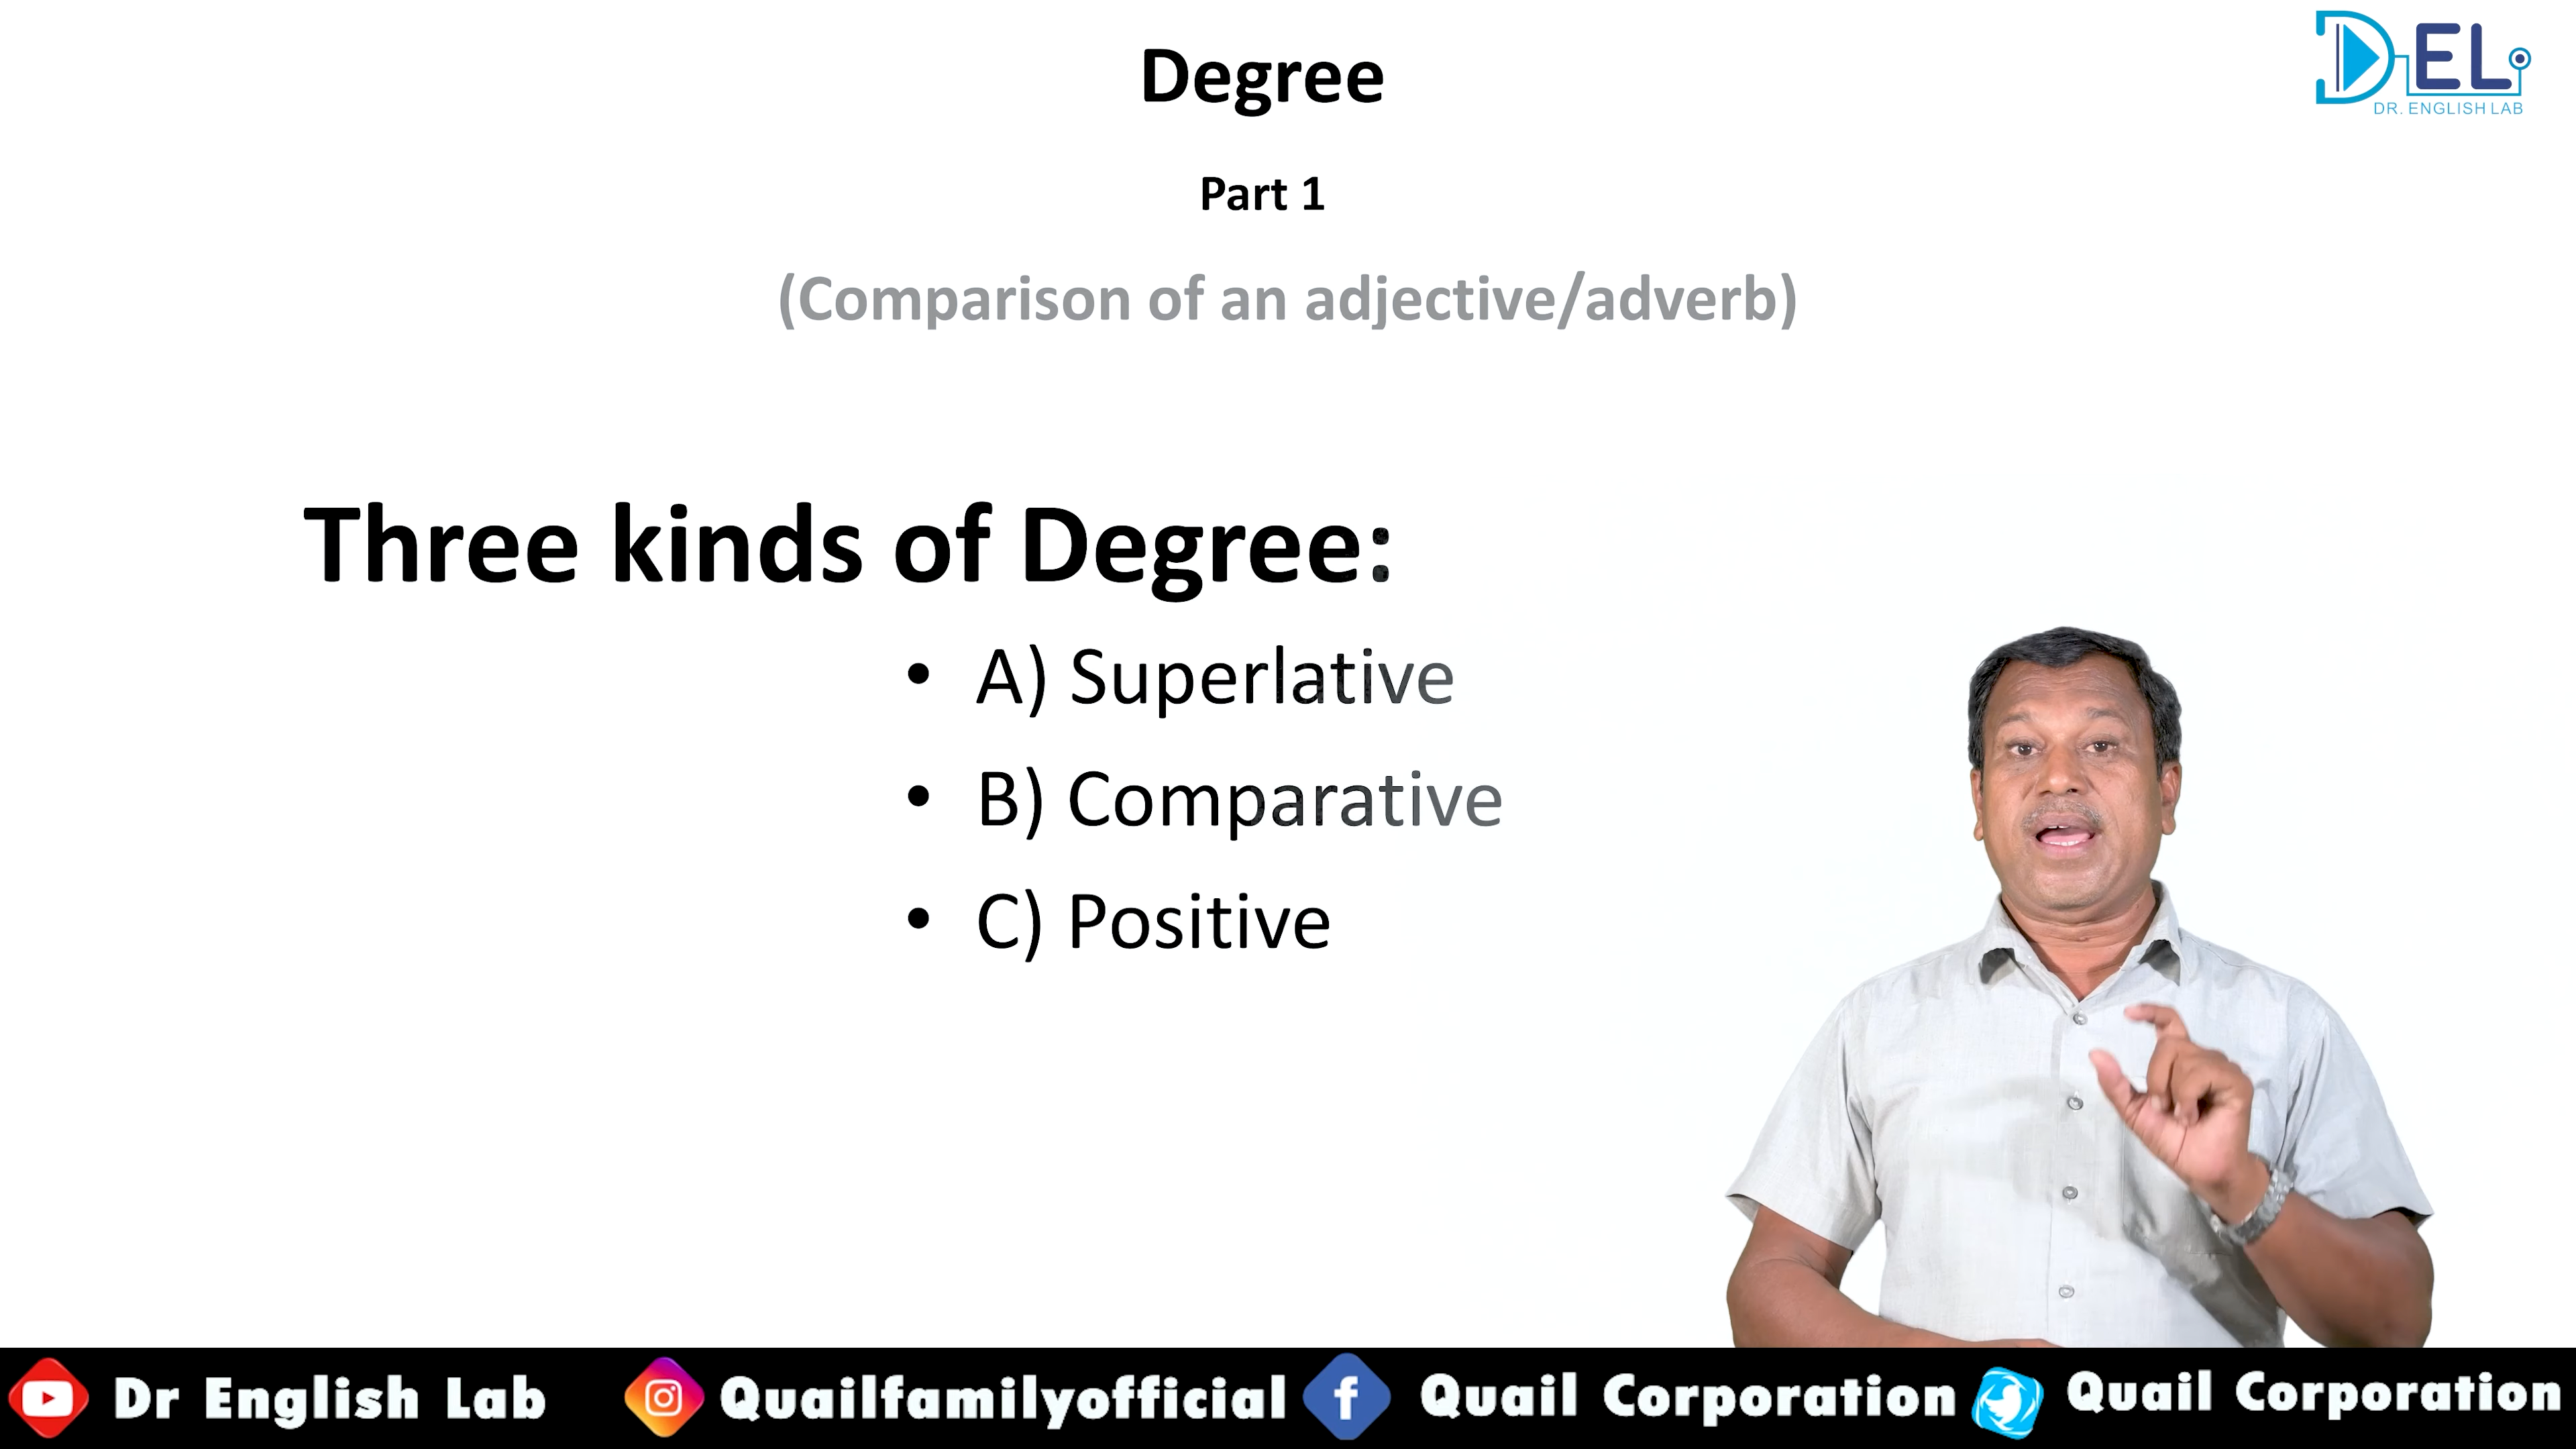 Degree
DEL
DR. ENGLISH LAB
Part 1
(Comparison of an adjective/adverb)
Three kinds of Degree:
• A) Superlative
• B) Comparative
• C) Positive
Dr English Lab
Quailfamilyofficial
f
Quail Corporation
Quail Corporation